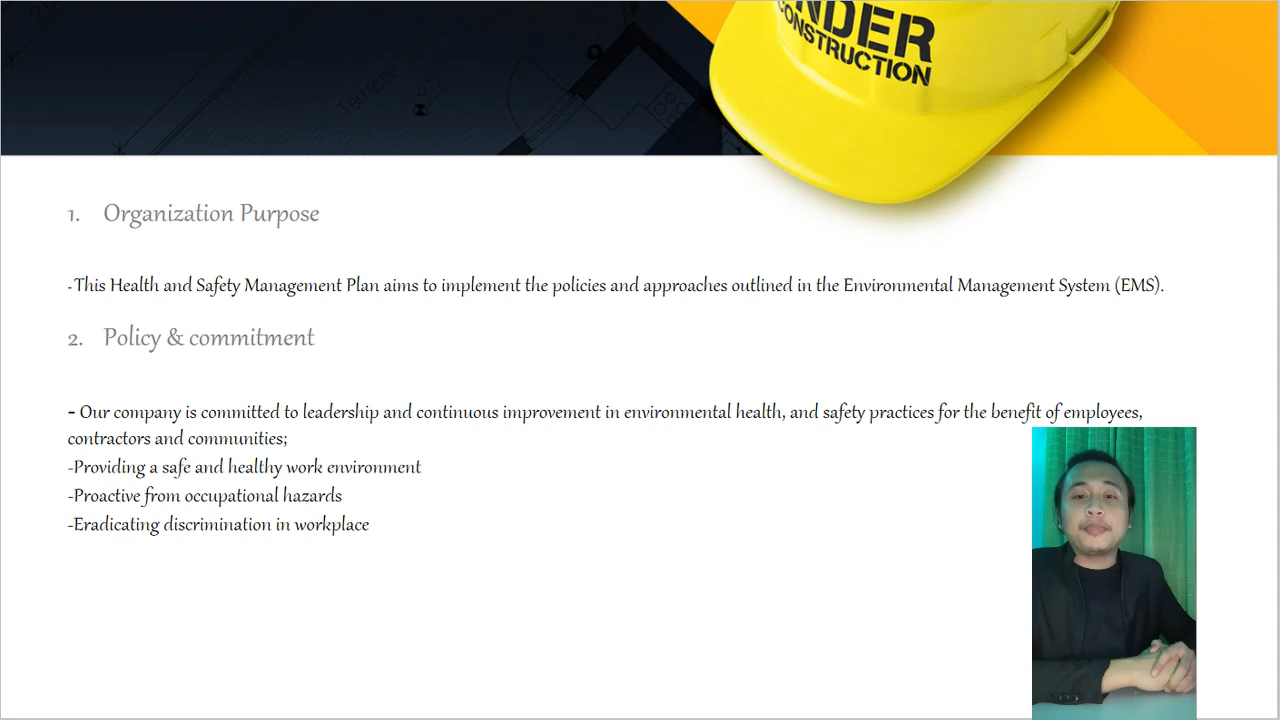 NDER
CONSTRUCTION
Terrasse
1. Organization Purpose
-This Health and Safety Management Plan aims to implement the policies and approaches outlined in the Environmental Management System (EMS).
2. Policy & commitment
- Our company is committed to leadership and continuous improvement in environmental health, and safety practices for the benefit of employees,
contractors and communities;
-Providing a safe and healthy work environment
-Proactive from occupational hazards
-Eradicating discrimination in workplace